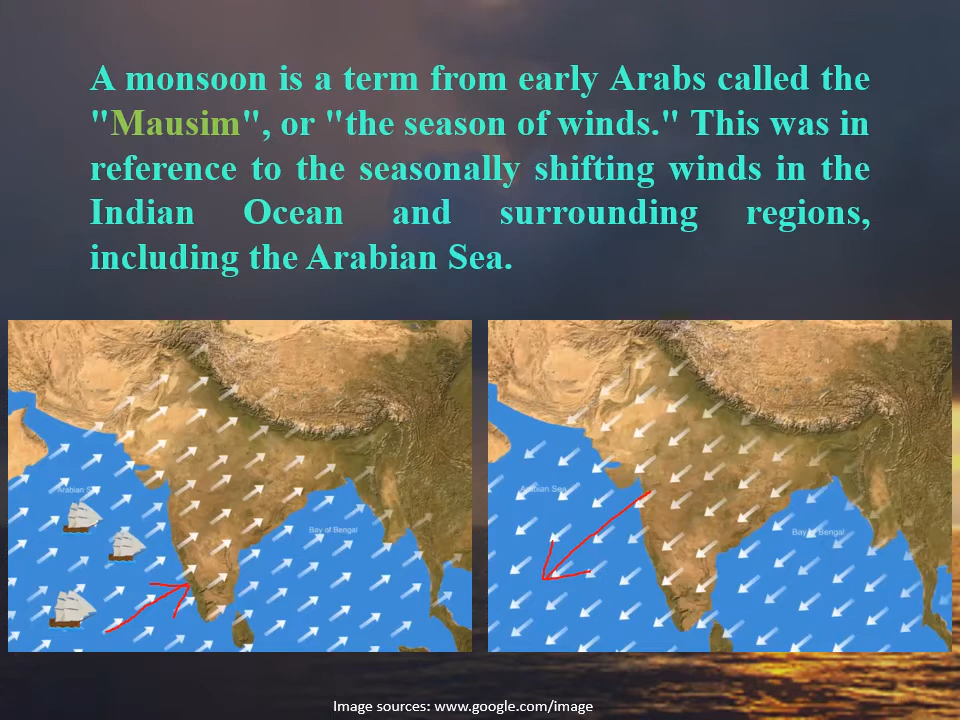 A monsoon is a term from early Arabs called the
"Mausim", or "the season of winds." This was in
reference to the seasonally shifting winds in the
Indian Ocean and surrounding regions,
including the Arabian Sea.
Arabian S
Bay of Bengal
Arabian Sea
Bay of Bengal
Image sources: www.google.com/image